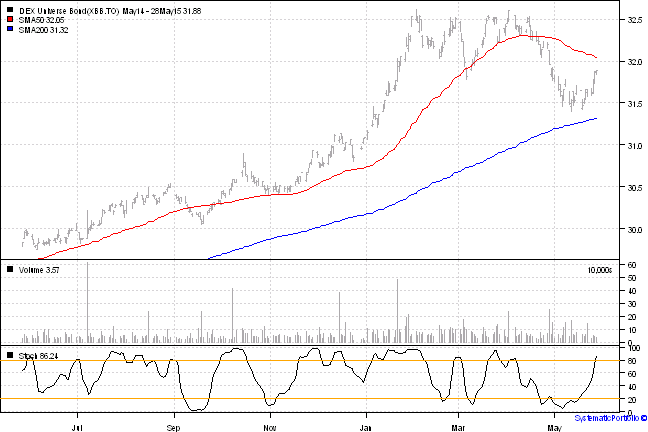 DEX Universe Bond(XBB.TO) May14 - 28May15 31.88
SMA50 32.05
SMA200 31.32
32.5
32.0
31.5
31.0
30.5
30.0
Volume 3.57
10,000s
60
50
40
30
20
10
0
Stoch 86.24
100
80
60
40
20
0
Jul Sep Nov Jan Mar May
SystematicPortfolio ©